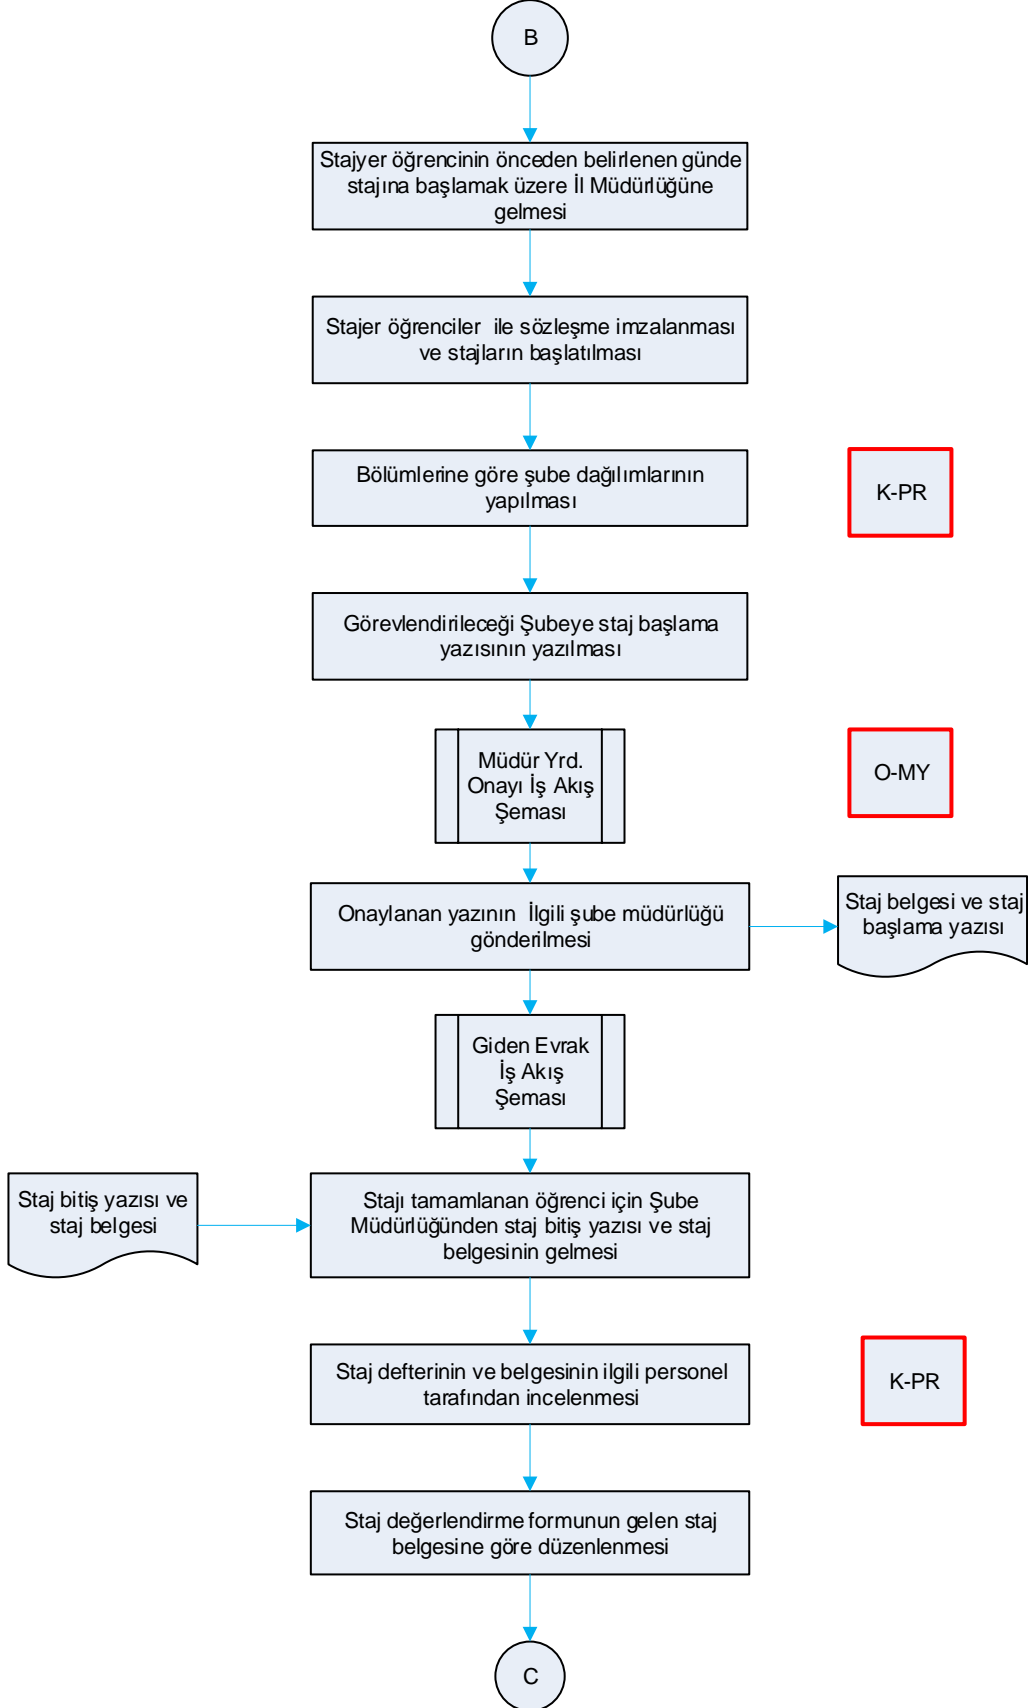 B
Stajyer öğrencinin önceden belirlenen günde
stajına başlamak üzere İl Müdürlüğüne
gelmesi
Stajer öğrenciler  ile sözleşme imzalanması
ve stajların başlatılması
Bölümlerine göre şube dağılımlarının
yapılması
K-PR
Görevlendirileceği Şubeye staj başlama
yazısının yazılması
Müdür Yrd.
Onayı İş Akış
Şeması
O-MY
Onaylanan yazının  İlgili şube müdürlüğü
gönderilmesi
Staj belgesi ve staj
başlama yazısı
Giden Evrak
İş Akış
Şeması
Staj bitiş yazısı ve
staj belgesi
Stajı tamamlanan öğrenci için Şube
Müdürlüğünden staj bitiş yazısı ve staj
belgesinin gelmesi
Staj defterinin ve belgesinin ilgili personel
tarafından incelenmesi
K-PR
Staj değerlendirme formunun gelen staj
belgesine göre düzenlenmesi
C